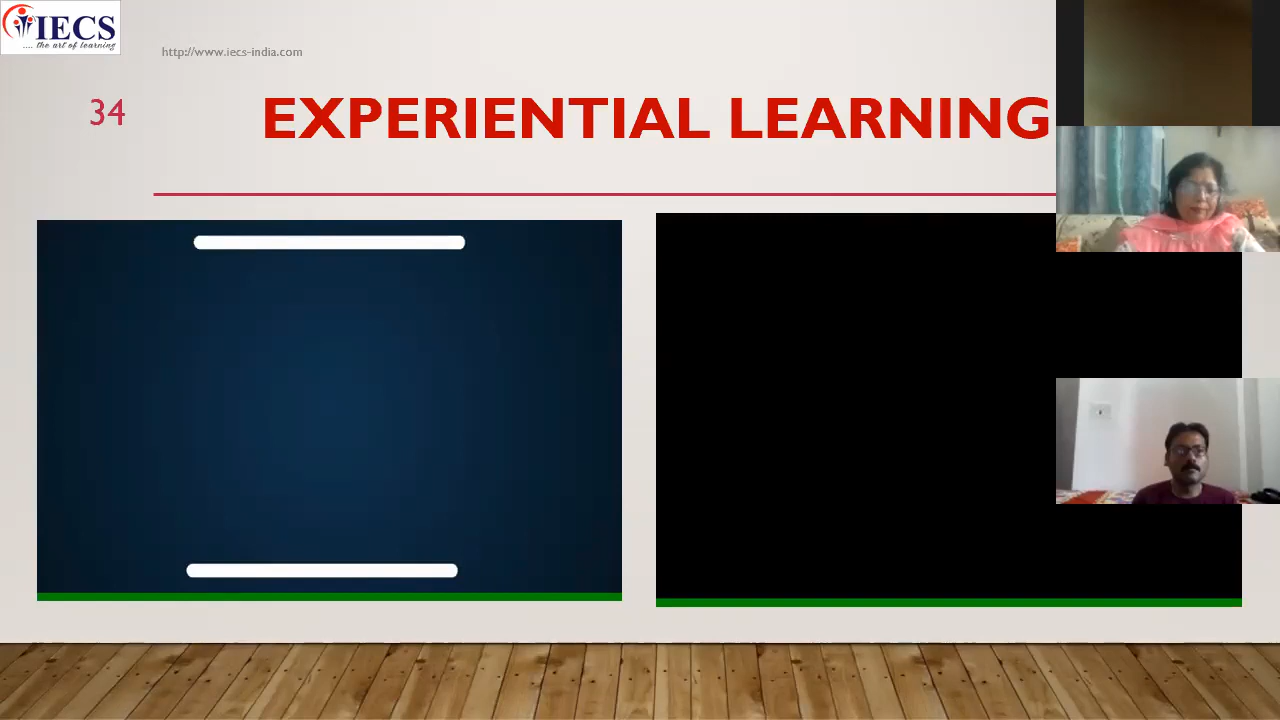 IECS
.... the art of learning
http://www.iecs-india.com
34
EXPERIENTIAL LEARNING